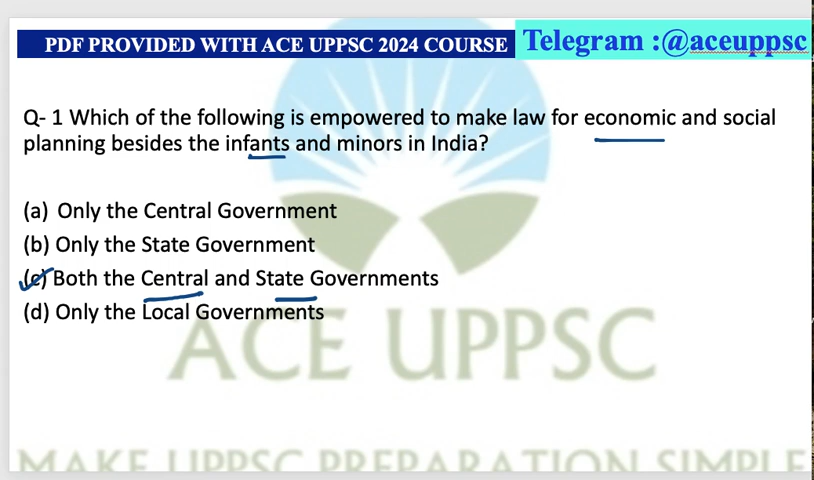 PDF PROVIDED WITH ACE UPPSC 2024 COURSE
Telegram :@aceuppsc
Q- 1 Which of the following is empowered to make law for economic and social
planning besides the infants and minors in India?
(a) Only the Central Government
(b) Only the State Government
(c) Both the Central and State Governments
(d) Only the Local Governments
ACE UPPSC
MAKE UPPSC PREPARATION SIMPLE